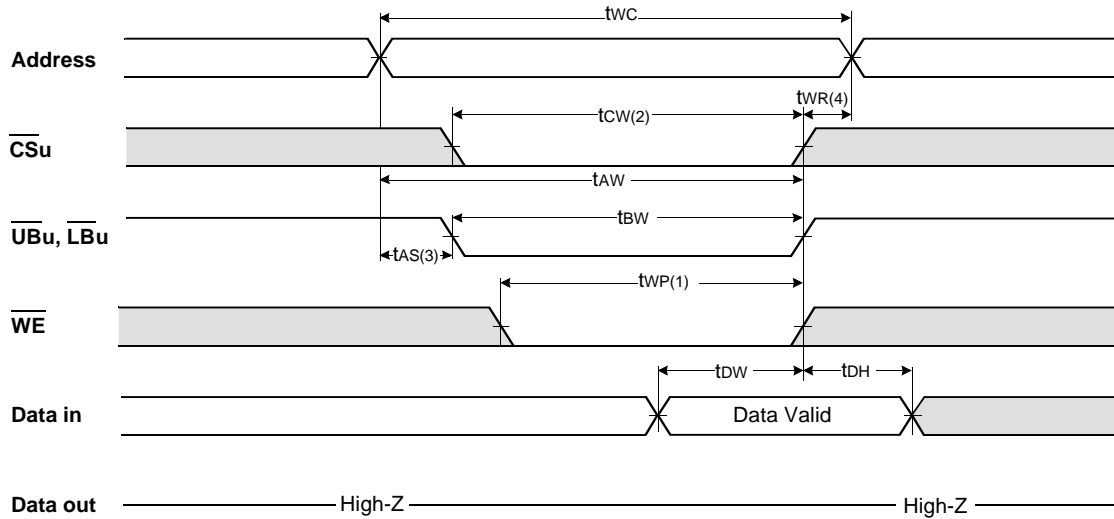 tWC
Address
tWR(4)
tCW(2)
CSu
tAW
tBW
UBu, LBu
tAS(3)
tWP(1)
WE
tDW
tDH
Data in
Data Valid
Data out
High-Z
High-Z